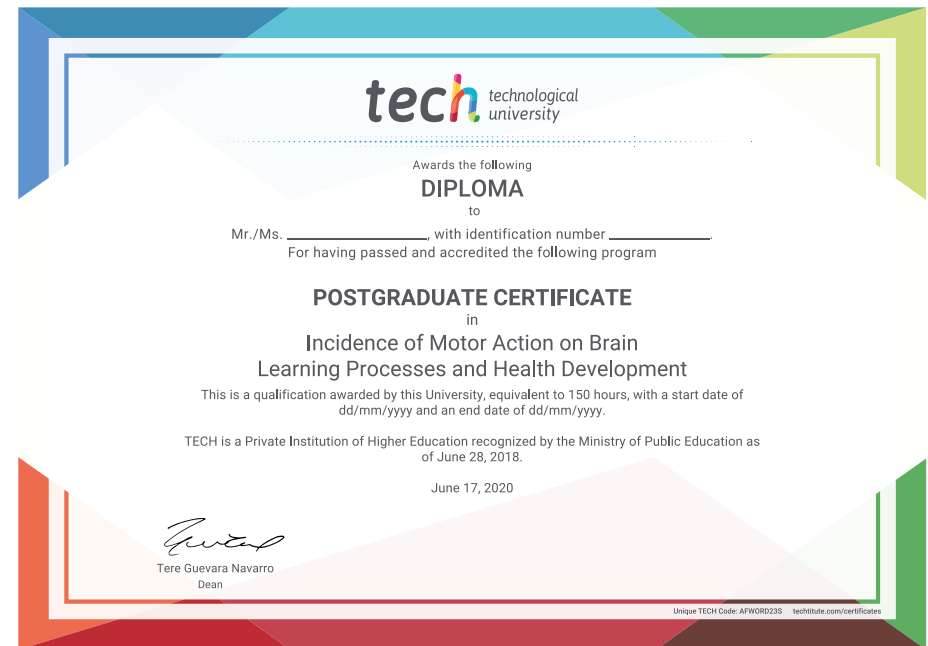 tech technological
university
Awards the following
DIPLOMA
to
Mr./Ms. ____________________, with identification number ______________.
For having passed and accredited the following program
POSTGRADUATE CERTIFICATE
in
Incidence of Motor Action on Brain
Learning Processes and Health Development
This is a qualification awarded by this University, equivalent to 150 hours, with a start date of
dd/mm/yyyy and an end date of dd/mm/yyyy.
TECH is a Private Institution of Higher Education recognized by the Ministry of Public Education as
of June 28, 2018.
June 17, 2020
Tere Guevara Navarro
Dean
Unique TECH Code: AFWORD23S techtitute.com/certificates